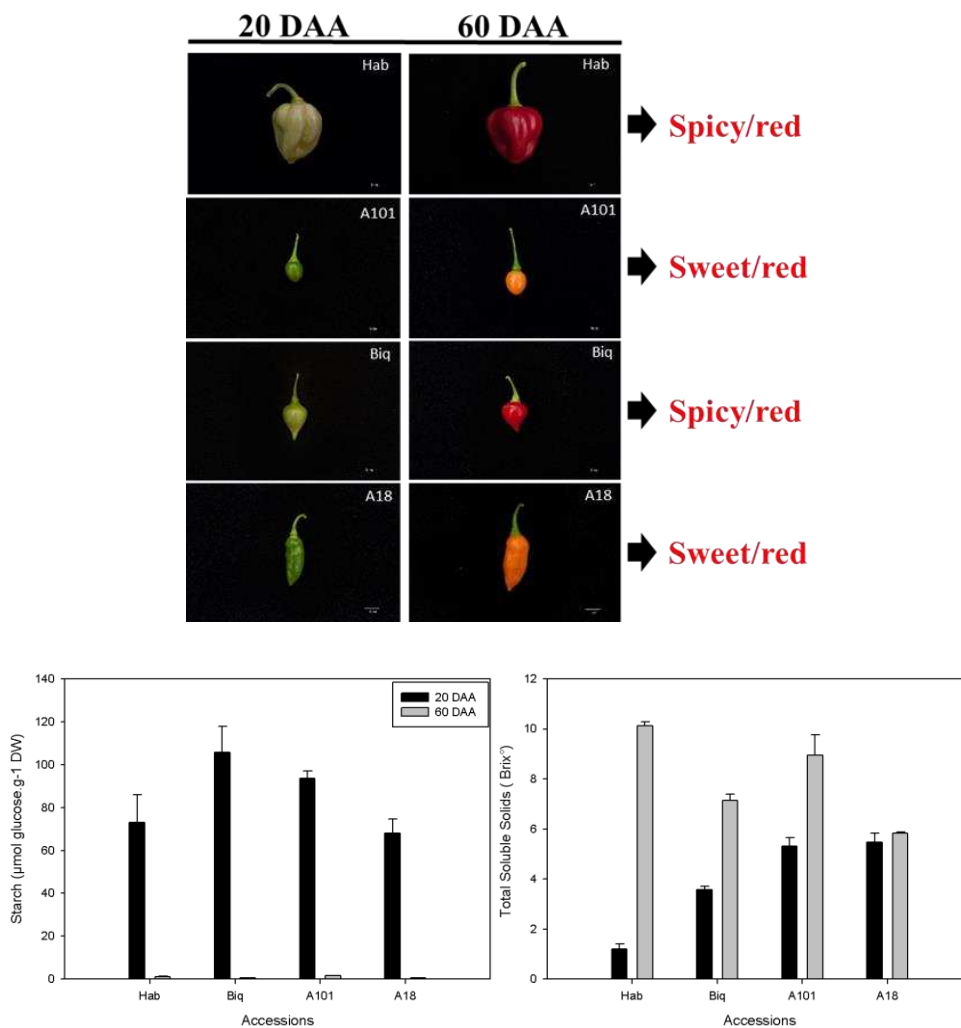 20 DAA 60 DAA
Hab Hab
Spicy/red
A101 A101
Sweet/red
Biq Biq
Spicy/red
A18 A18
Sweet/red
140
120
100
80
60
40
20
0
Starch (µmol glucose.g-1 DW)
20 DAA
60 DAA
Hab Biq A101 A18
Accessions
12
10
8
6
4
2
0
Total Soluble Solids ( Brix°)
Hab Biq A101 A18
Accessions